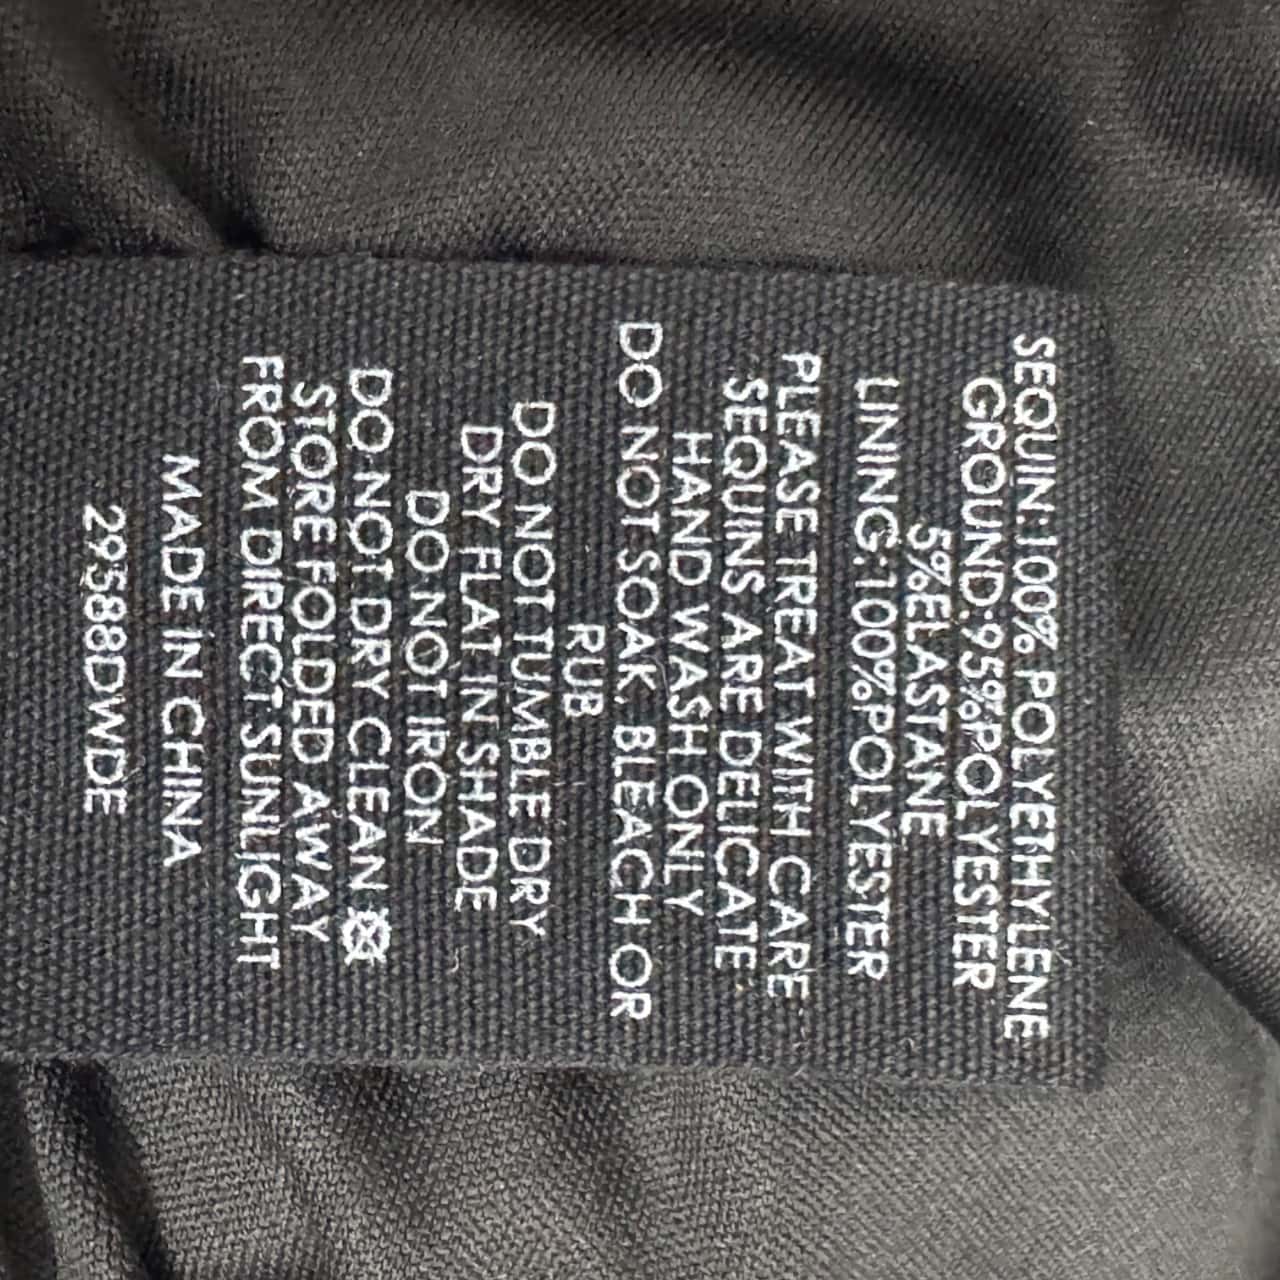 SEQUIN:100% POLYETHYLENE
GROUND:95%POLYESTER
5%ELASTANE
LINING:100%POLYESTER
PLEASE TREAT WITH CARE
SEQUINS ARE DELICATE
HAND WASH ONLY
DO NOT SOAK, BLEACH OR
RUB
DO NOT TUMBLE DRY
DRY FLAT IN SHADE
DO NOT IRON
DO NOT DRY CLEAN
STORE FOLDED AWAY
FROM DIRECT SUNLIGHT
MADE IN CHINA
29588DWDE